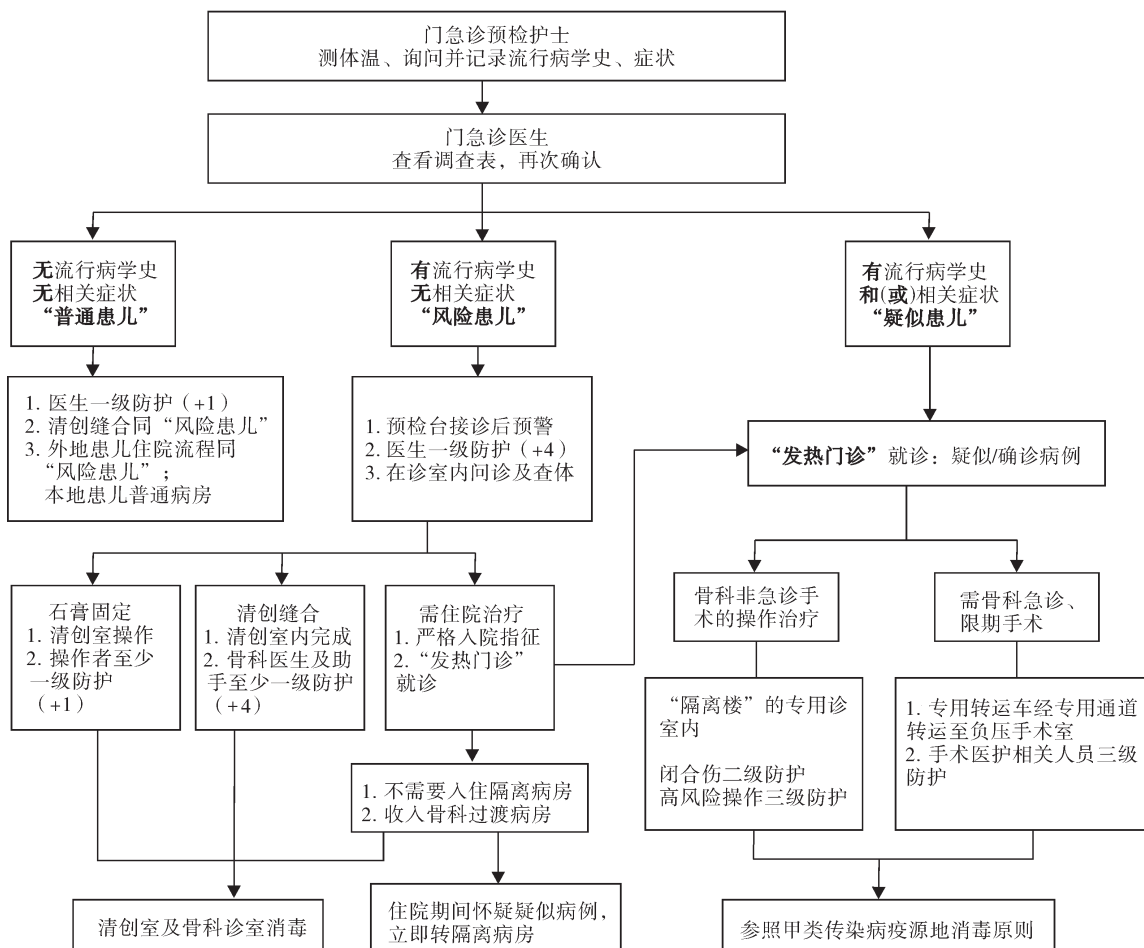 门急诊预检护士
测体温、询问并记录流行病学史、症状
门急诊医生
查看调查表，再次确认
无流行病学史
无相关症状
“普通患儿”
有流行病学史
无相关症状
“风险患儿”
有流行病学史
和(或)相关症状
“疑似患儿”
1. 医生一级防护（+1）
2. 清创缝合同“风险患儿”
3. 外地患儿住院流程同
“风险患儿”；
本地患儿普通病房
1. 预检台接诊后预警
2. 医生一级防护（+4）
3. 在诊室内问诊及查体
“发热门诊”就诊：疑似/确诊病例
石膏固定
1. 清创室操作
2. 操作者至少
一级防护
（+1）
清创缝合
1. 清创室内完成
2. 骨科医生及助
手至少一级防护
（+4）
需住院治疗
1. 严格入院指征
2. “发热门诊”
就诊
骨科非急诊手
术的操作治疗
需骨科急诊、
限期手术
“隔离楼”的专用诊
室内
闭合伤二级防护
高风险操作三级防护
1. 专用转运车经专用通道
转运至负压手术室
2. 手术医护相关人员三级
防护
1. 不需要入住隔离病房
2. 收入骨科过渡病房
清创室及骨科诊室消毒
住院期间怀疑疑似病例，
立即转隔离病房
参照甲类传染病疫源地消毒原则